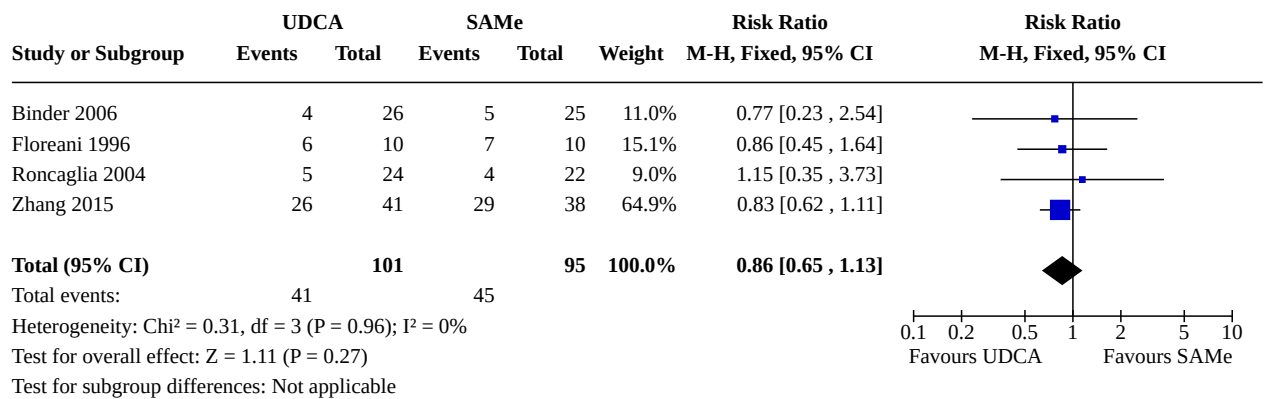 UDCA SAMe Risk Ratio Risk Ratio
Study or Subgroup Events Total Events Total Weight M-H, Fixed, 95% CI M-H, Fixed, 95% CI
Binder 2006 4 26 5 25 11.0% 0.77 [0.23 , 2.54]
Floreani 1996 6 10 7 10 15.1% 0.86 [0.45 , 1.64]
Roncaglia 2004 5 24 4 22 9.0% 1.15 [0.35 , 3.73]
Zhang 2015 26 41 29 38 64.9% 0.83 [0.62 , 1.11]
Total (95% CI) 101 95 100.0% 0.86 [0.65 , 1.13]
Total events: 41 45
Heterogeneity: Chi² = 0.31, df = 3 (P = 0.96); I² = 0%
0.1 0.2 0.5 1 2 5 10
Test for overall effect: Z = 1.11 (P = 0.27)
Favours UDCA Favours SAMe
Test for subgroup differences: Not applicable